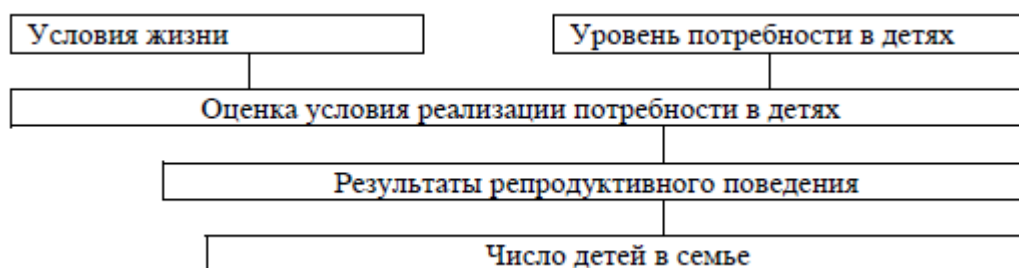 Условия жизни
Уровень потребности в детях
Оценка условия реализации потребности в детях
Результаты репродуктивного поведения
Число детей в семье